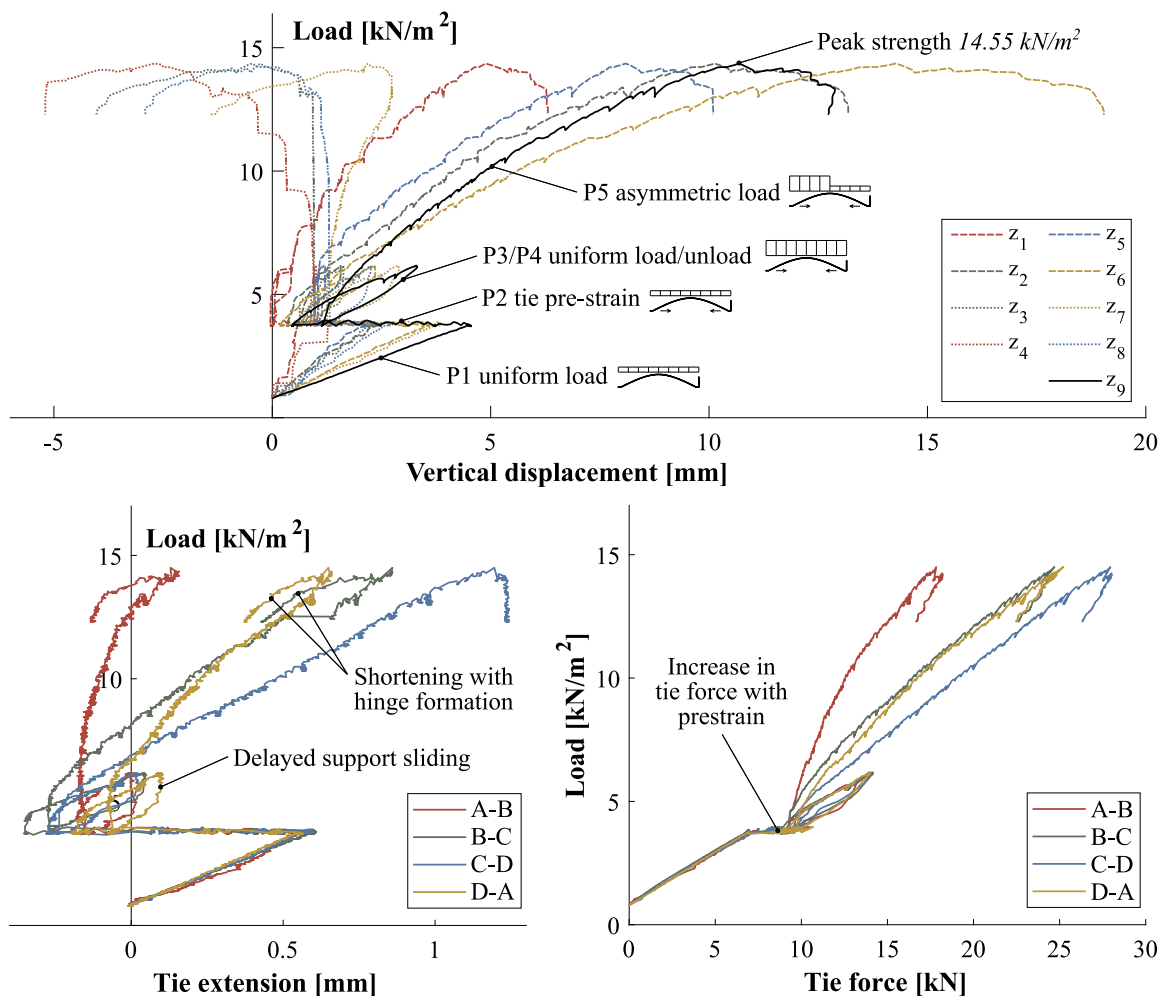 Load [kN/m²]
15
Peak strength 14.55 kN/m²
10
P5 asymmetric load
P3/P4 uniform load/unload
5
P2 tie pre-strain
P1 uniform load
z₁
z₂
z₃
z₄
z₅
z₆
z₇
z₈
z₉
-5
0
5
10
15
20
Vertical displacement [mm]
Load [kN/m²]
15
10
Shortening with
hinge formation
Delayed support sliding
5
A-B
B-C
C-D
D-A
0
0.5
1
Tie extension [mm]
Load [kN/m²]
15
10
5
0
Increase in
tie force with
prestrain
A-B
B-C
C-D
D-A
0
5
10
15
20
25
30
Tie force [kN]